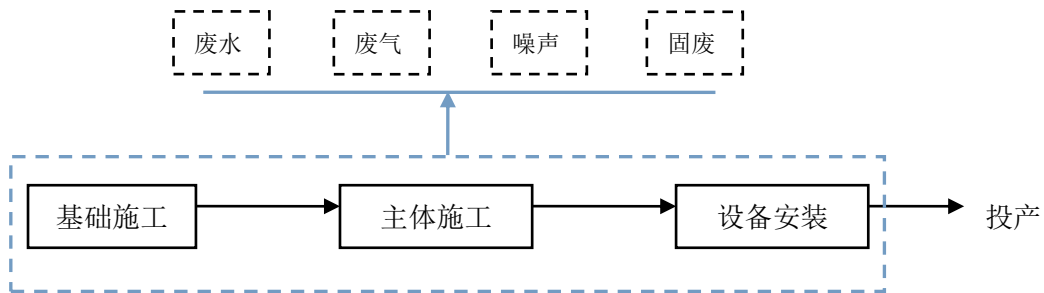 废水 废气 噪声 固废
基础施工 主体施工 设备安装 投产